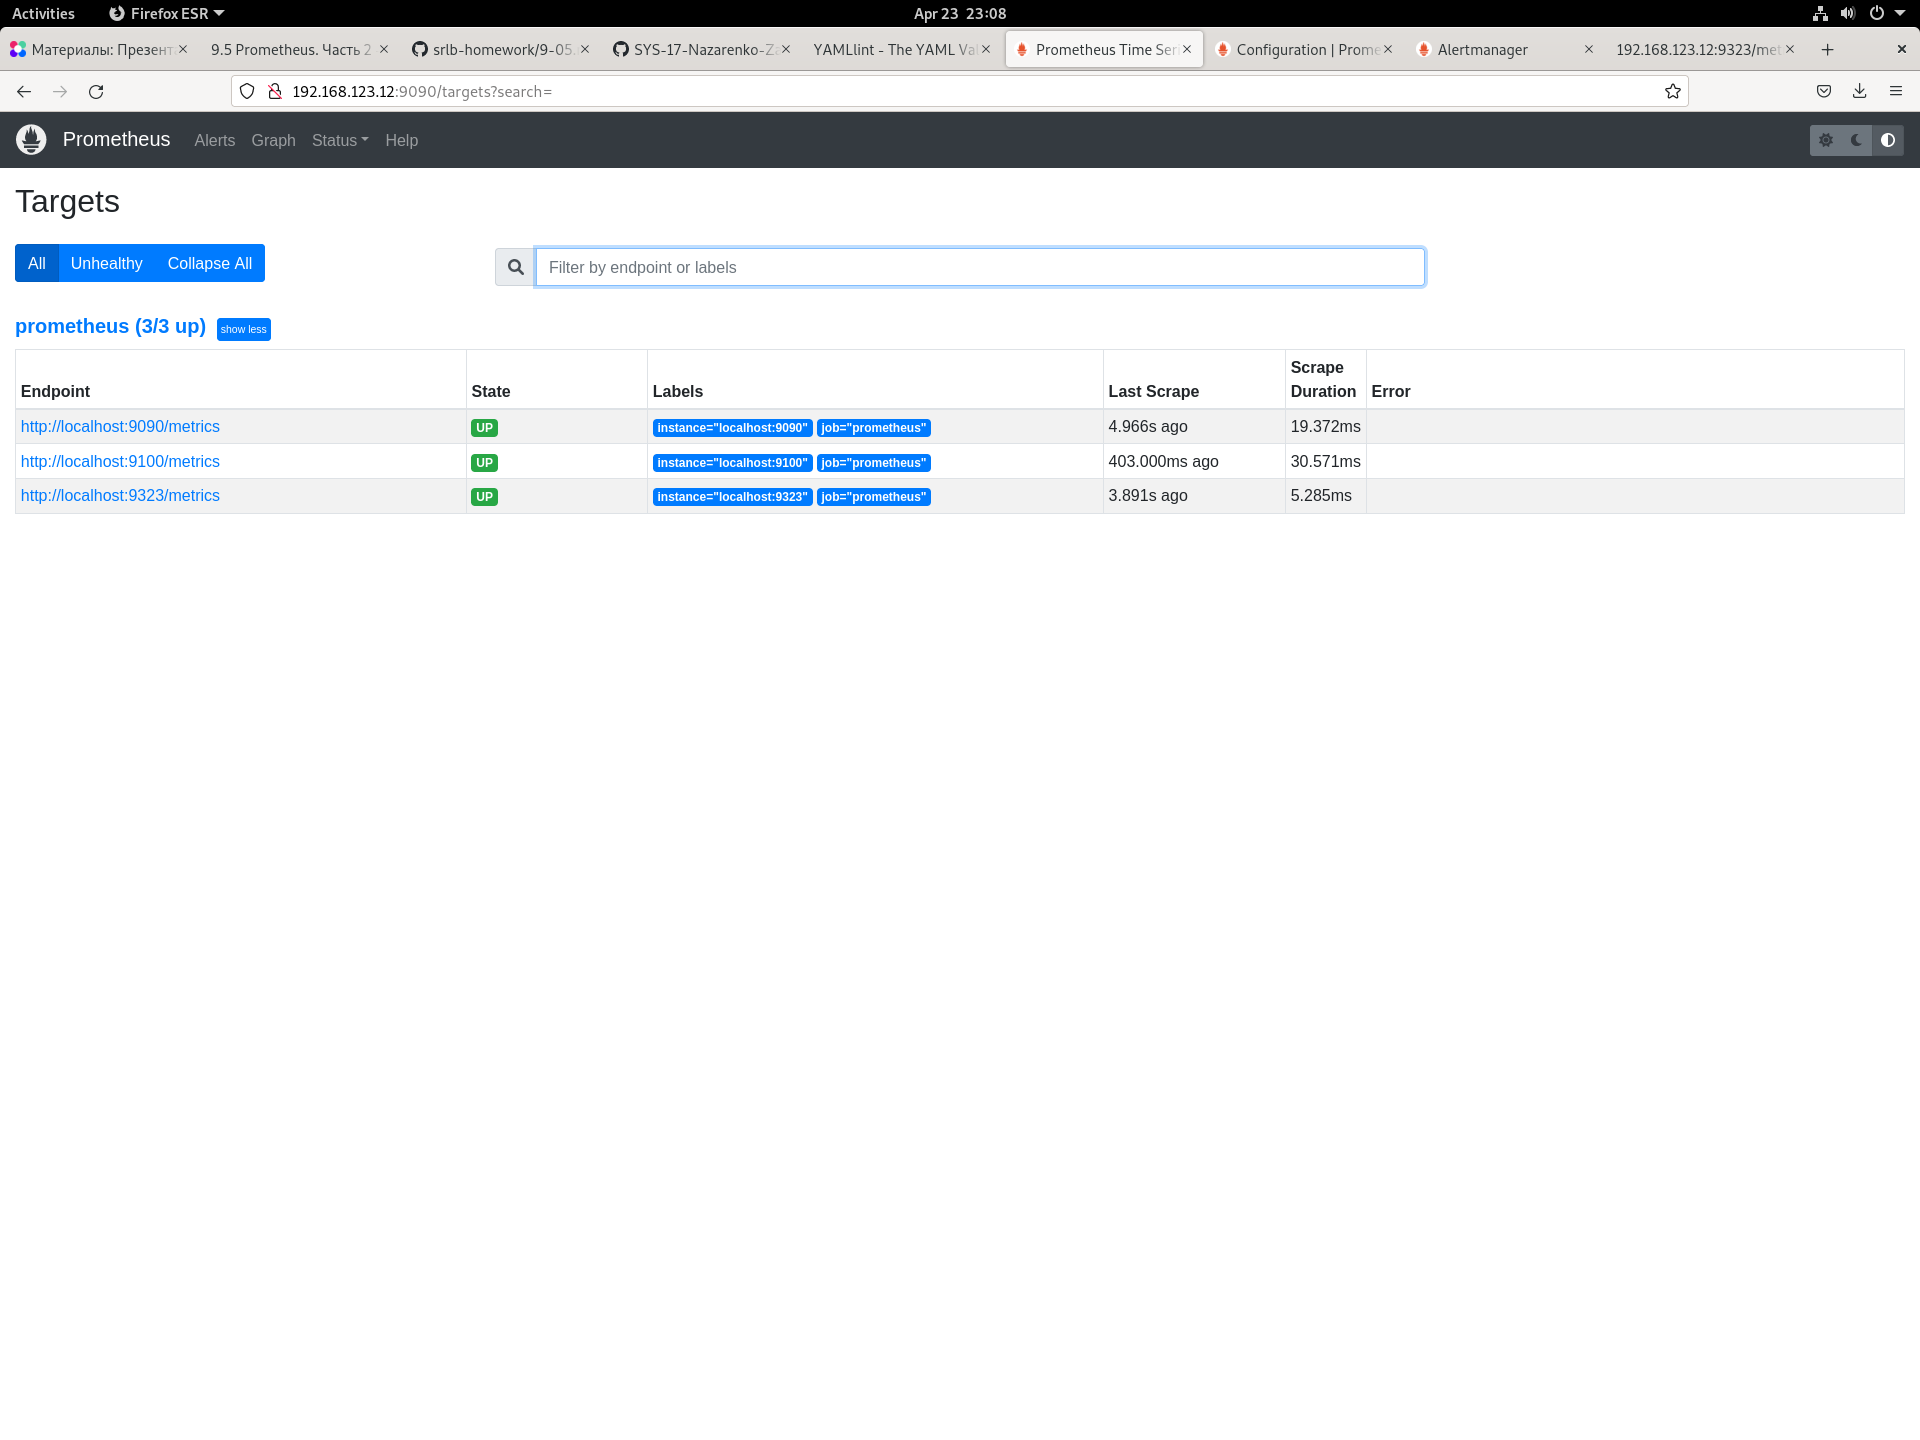 Activities Firefox ESR Apr 23 23:08
Материалы: Презент 9.5 Prometheus. Часть 2 srlb-homework/9-05. SYS-17-Nazarenko-Z YAMLlint - The YAML Va Prometheus Time Seri Configuration | Prome Alertmanager 192.168.123.12:9323/met
192.168.123.12:9090/targets?search=
Prometheus Alerts Graph Status Help
Targets
All Unhealthy Collapse All Filter by endpoint or labels
prometheus (3/3 up) show less
Endpoint State Labels Last Scrape Scrape Duration Error
http://localhost:9090/metrics UP instance="localhost:9090" job="prometheus" 4.966s ago 19.372ms
http://localhost:9100/metrics UP instance="localhost:9100" job="prometheus" 403.000ms ago 30.571ms
http://localhost:9323/metrics UP instance="localhost:9323" job="prometheus" 3.891s ago 5.285ms